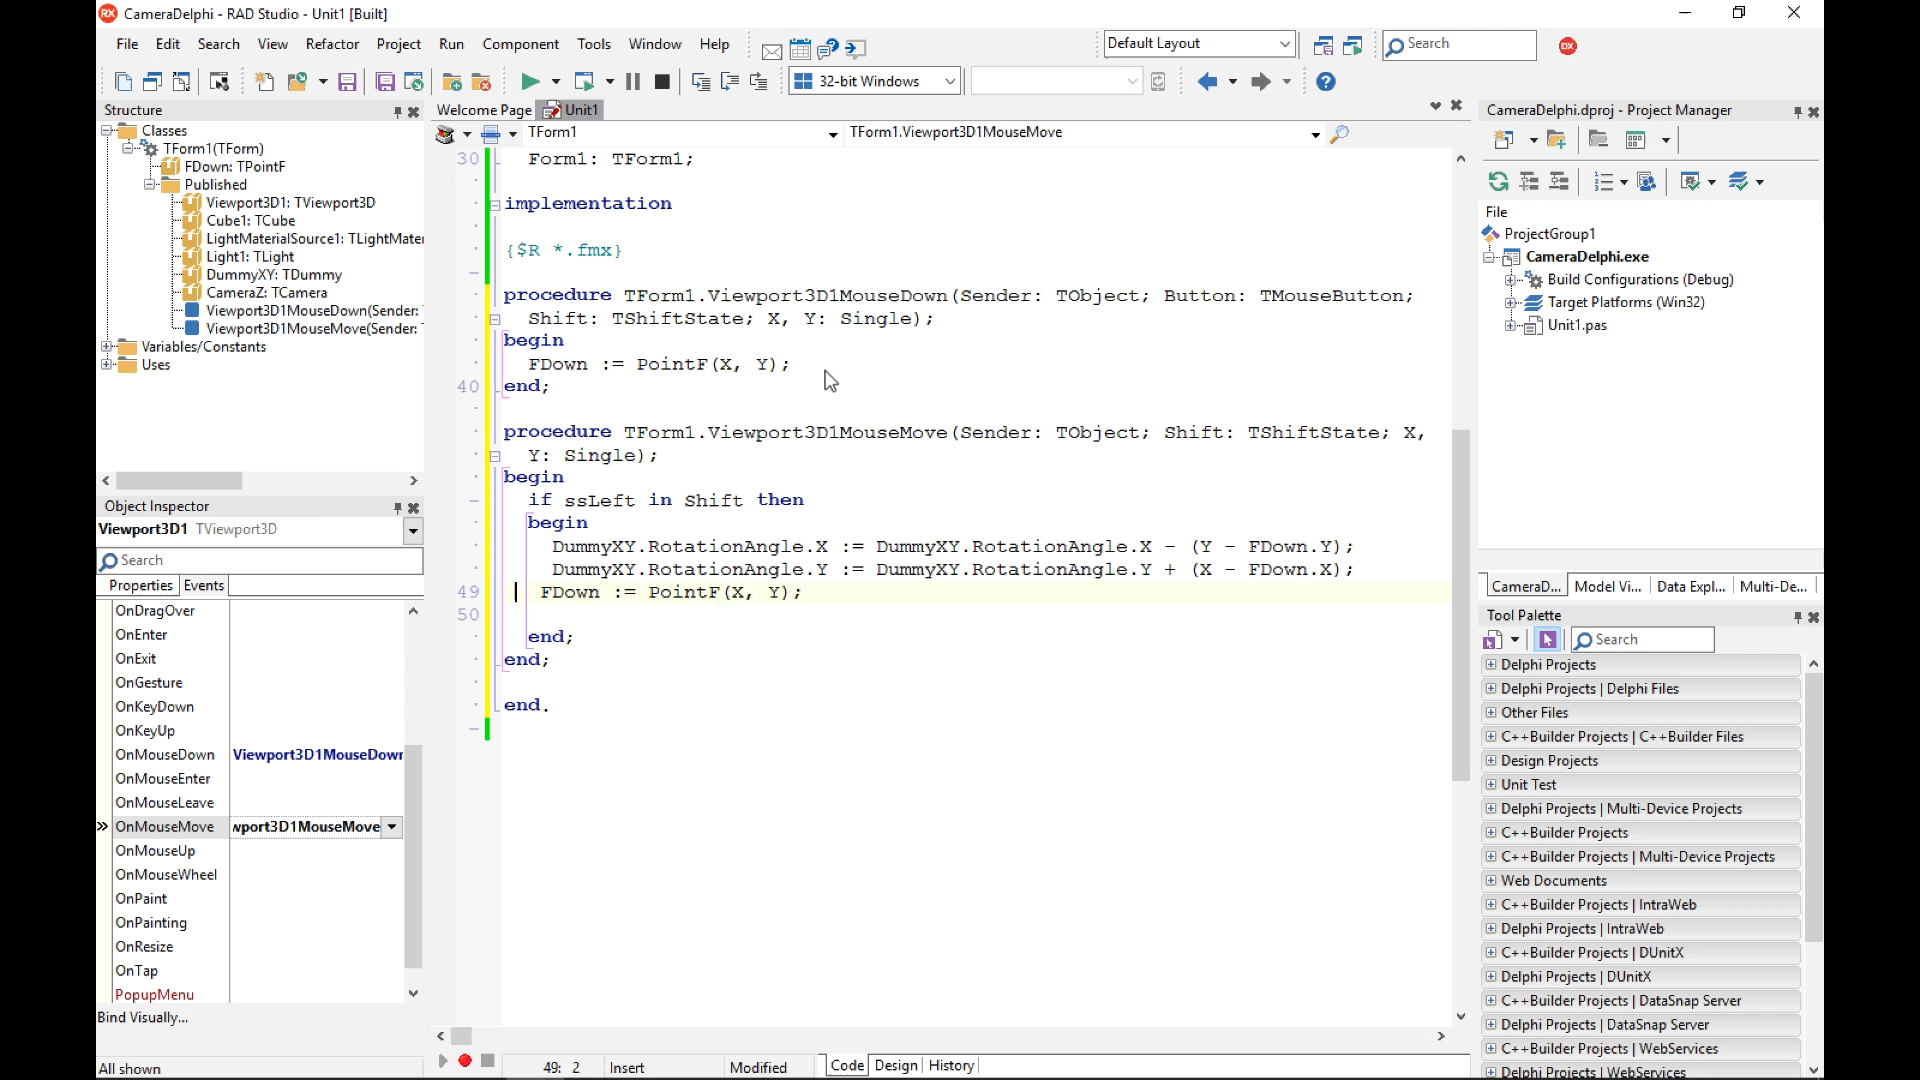 CameraDelphi - RAD Studio - Unit1 [Built]
File Edit Search View Refactor Project Run Component Tools Window Help
Default Layout
Search
32-bit Windows
Structure
Classes
TForm1(TForm)
FDown: TPointF
Published
Viewport3D1: TViewport3D
Cube1: TCube
LightMaterialSource1: TLightMater
Light1: TLight
DummyXY: TDummy
CameraZ: TCamera
Viewport3D1MouseDown(Sender:
Viewport3D1MouseMove(Sender:
Variables/Constants
Uses
Object Inspector
Viewport3D1 TViewport3D
Search
Properties Events
OnDragOver
OnEnter
OnExit
OnGesture
OnKeyDown
OnKeyUp
OnMouseDown Viewport3D1MouseDown
OnMouseEnter
OnMouseLeave
OnMouseMove wport3D1MouseMove
OnMouseUp
OnMouseWheel
OnPaint
OnPainting
OnResize
OnTap
PopupMenu
Bind Visually...
All shown
Welcome Page Unit1
TForm1 TForm1.Viewport3D1MouseMove
30 Form1: TForm1;
implementation
{$R *.fmx}
procedure TForm1.Viewport3D1MouseDown(Sender: TObject; Button: TMouseButton;
Shift: TShiftState; X, Y: Single);
begin
FDown := PointF(X, Y);
40 end;
procedure TForm1.Viewport3D1MouseMove(Sender: TObject; Shift: TShiftState; X,
Y: Single);
begin
if ssLeft in Shift then
begin
DummyXY.RotationAngle.X := DummyXY.RotationAngle.X - (Y - FDown.Y);
DummyXY.RotationAngle.Y := DummyXY.RotationAngle.Y + (X - FDown.X);
49 FDown := PointF(X, Y);
50
end;
end;
end.
49: 2 Insert Modified Code Design History
CameraDelphi.dproj - Project Manager
File
ProjectGroup1
CameraDelphi.exe
Build Configurations (Debug)
Target Platforms (Win32)
Unit1.pas
CameraD... Model Vi... Data Expl... Multi-De...
Tool Palette
Search
Delphi Projects
Delphi Projects | Delphi Files
Other Files
C++Builder Projects | C++Builder Files
Design Projects
Unit Test
Delphi Projects | Multi-Device Projects
C++Builder Projects
C++Builder Projects | Multi-Device Projects
Web Documents
C++Builder Projects | IntraWeb
Delphi Projects | IntraWeb
C++Builder Projects | DUnitX
Delphi Projects | DUnitX
C++Builder Projects | DataSnap Server
Delphi Projects | DataSnap Server
C++Builder Projects | WebServices
Delphi Projects | WebServices